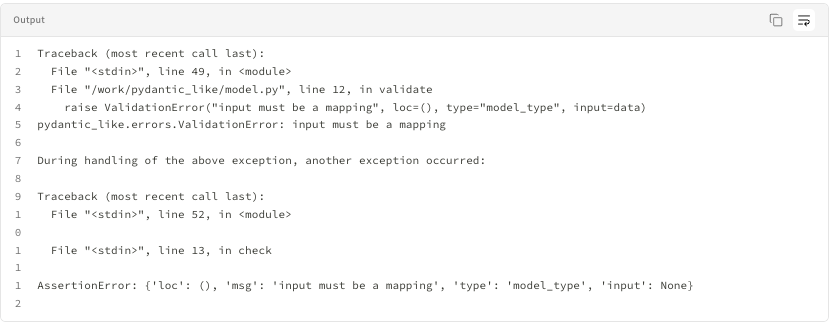 Output
1 Traceback (most recent call last):
2   File "<stdin>", line 49, in <module>
3   File "/work/pydantic_like/model.py", line 12, in validate
4     raise ValidationError("input must be a mapping", loc=(), type="model_type", input=data)
5 pydantic_like.errors.ValidationError: input must be a mapping
6
7 During handling of the above exception, another exception occurred:
8
9 Traceback (most recent call last):
1   File "<stdin>", line 52, in <module>
0
1   File "<stdin>", line 13, in check
1
1 AssertionError: {'loc': (), 'msg': 'input must be a mapping', 'type': 'model_type', 'input': None}
2